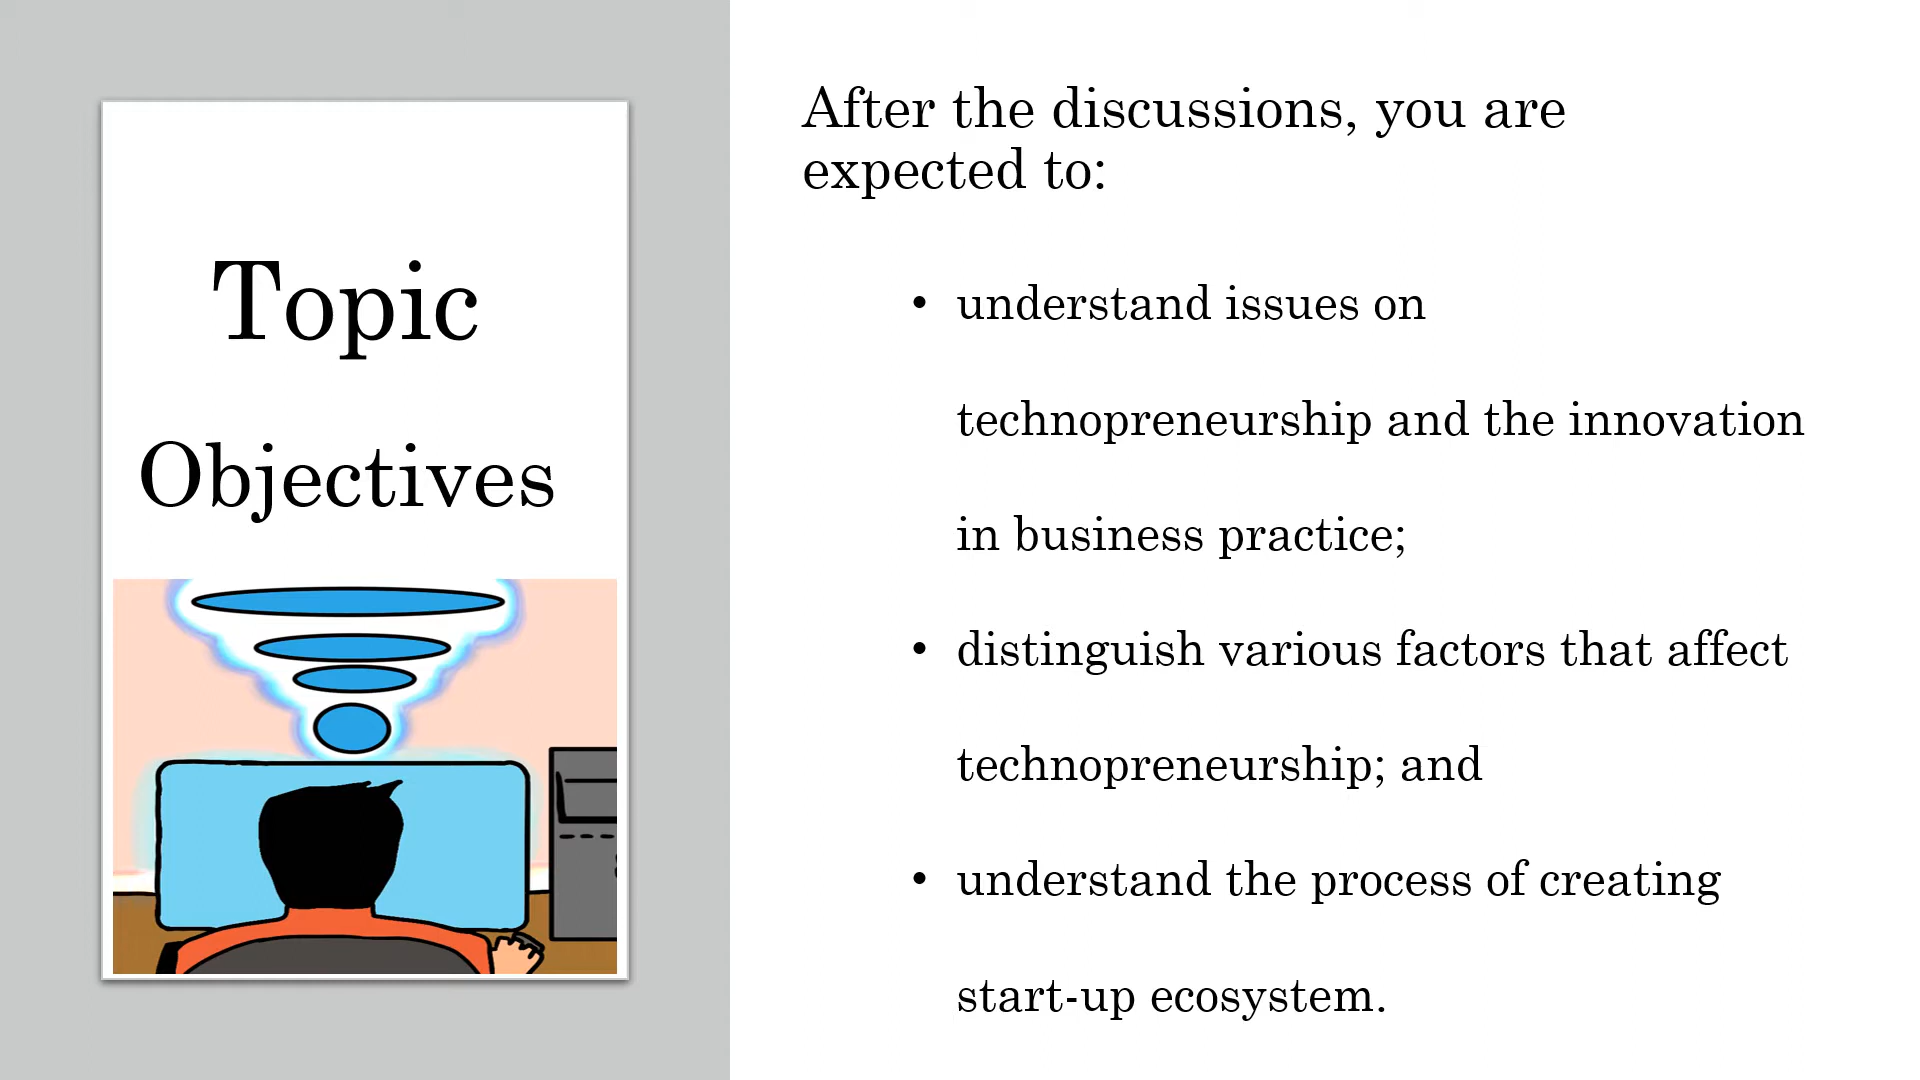 Topic
Objectives
After the discussions, you are
expected to:
• understand issues on
technopreneurship and the innovation
in business practice;
• distinguish various factors that affect
technopreneurship; and
• understand the process of creating
start-up ecosystem.